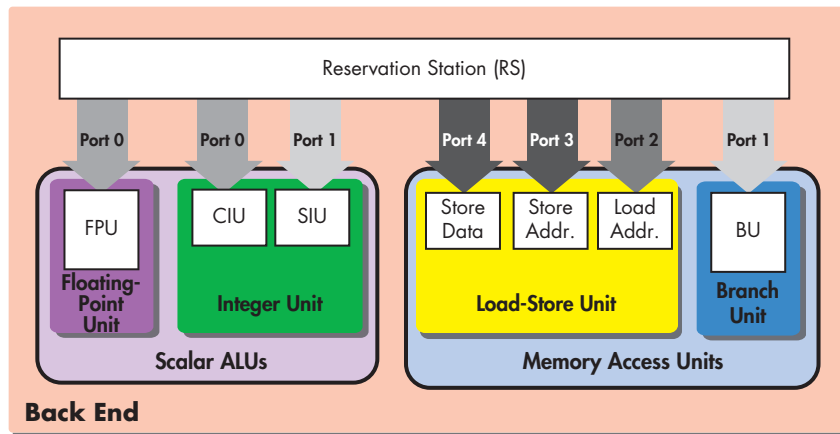 Reservation Station (RS)
Port 0
Port 0
Port 1
Port 4
Port 3
Port 2
Port 1
FPU
CIU
SIU
Store
Data
Store
Addr.
Load
Addr.
BU
Floating-
Point
Unit
Integer Unit
Load-Store Unit
Branch
Unit
Scalar ALUs
Memory Access Units
Back End